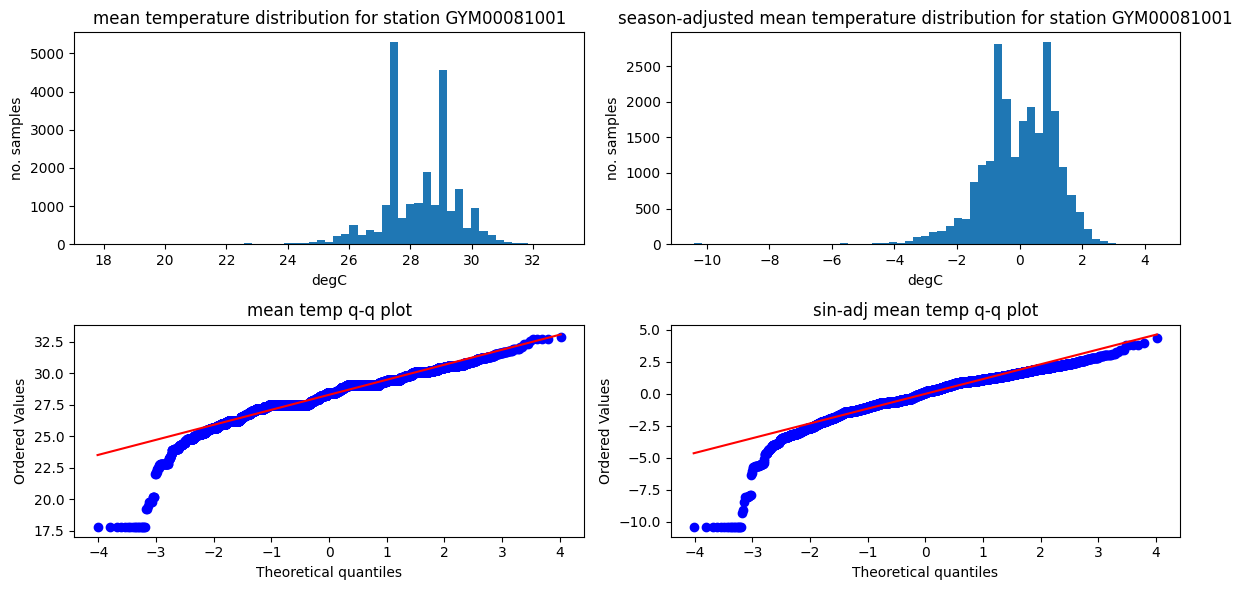 mean temperature distribution for station GYM00081001
5000
4000
3000
2000
1000
0
no. samples
18 20 22 24 26 28 30 32
degC
season-adjusted mean temperature distribution for station GYM00081001
2500
2000
1500
1000
500
0
no. samples
−10 −8 −6 −4 −2 0 2 4
degC
mean temp q-q plot
32.5
30.0
27.5
25.0
22.5
20.0
17.5
Ordered Values
−4 −3 −2 −1 0 1 2 3 4
Theoretical quantiles
sin-adj mean temp q-q plot
5.0
2.5
0.0
−2.5
−5.0
−7.5
−10.0
Ordered Values
−4 −3 −2 −1 0 1 2 3 4
Theoretical quantiles